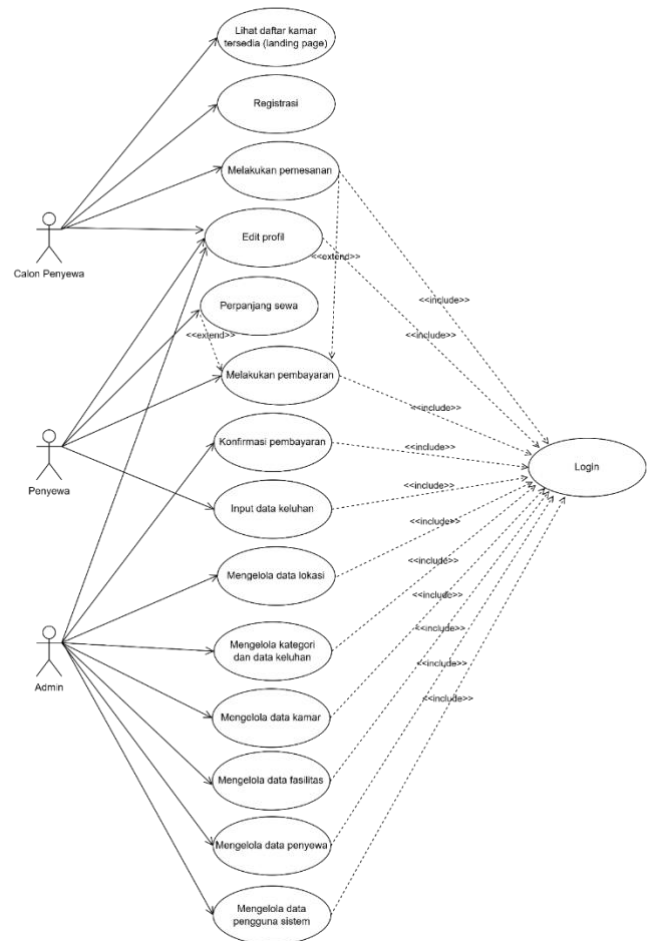 Lihat daftar kamar
tersedia (landing page)
Registrasi
Melakukan pemesanan
Calon Penyewa
Edit profil
<<extend>>
<<include>>
Perpanjang sewa
<<extend>>
<<include>>
Melakukan pembayaran
<<include>>
Konfirmasi pembayaran
<<include>>
Login
Penyewa
Input data keluhan
<<include>>
Mengelola data lokasi
<<include>>
Mengelola kategori
dan data keluhan
<<include>>
Admin
Mengelola data kamar
<<include>>
Mengelola data fasilitas
<<include>>
Mengelola data penyewa
<<include>>
Mengelola data
pengguna sistem
<<include>>